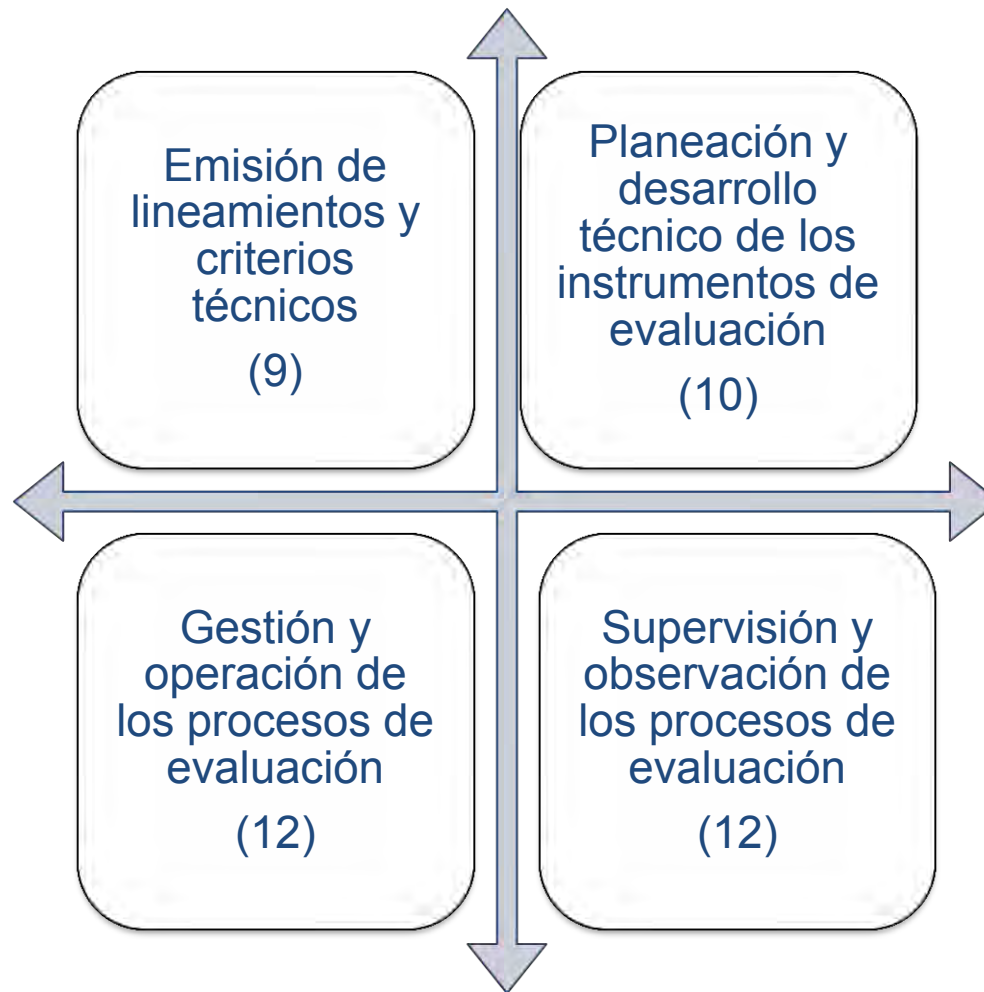 Emisión de
lineamientos y
criterios
técnicos
(9)
Planeación y
desarrollo
técnico de los
instrumentos de
evaluación
(10)
Gestión y
operación de
los procesos de
evaluación
(12)
Supervisión y
observación de
los procesos de
evaluación
(12)